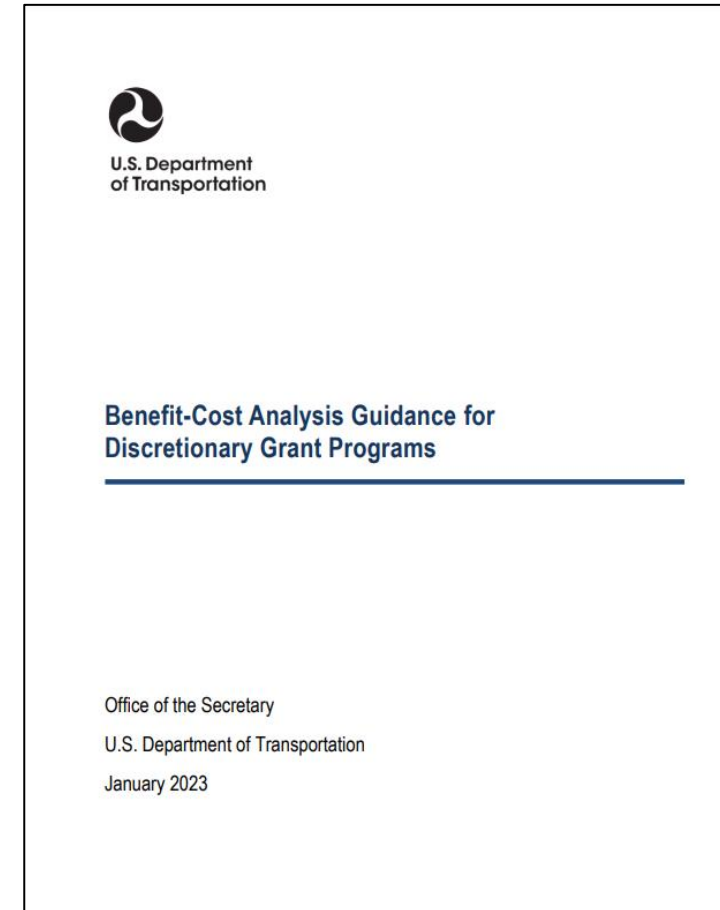 U.S. Department
of Transportation
Benefit-Cost Analysis Guidance for
Discretionary Grant Programs
Office of the Secretary
U.S. Department of Transportation
January 2023